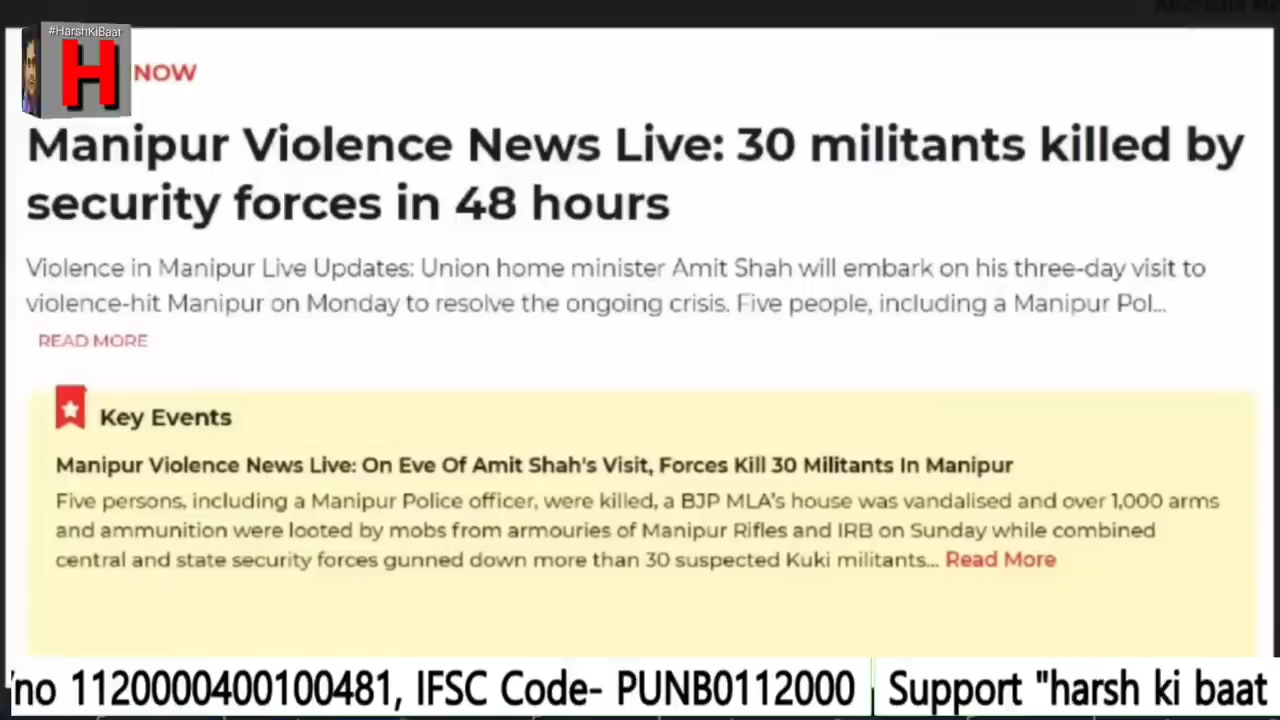 #HarshKiBaat
H
NOW
Manipur Violence News Live: 30 militants killed by
security forces in 48 hours
Violence in Manipur Live Updates: Union home minister Amit Shah will embark on his three-day visit to
violence-hit Manipur on Monday to resolve the ongoing crisis. Five people, including a Manipur Pol...
READ MORE
Key Events
Manipur Violence News Live: On Eve Of Amit Shah's Visit, Forces Kill 30 Militants In Manipur
Five persons, including a Manipur Police officer, were killed, a BJP MLA's house was vandalised and over 1,000 arms
and ammunition were looted by mobs from armouries of Manipur Rifles and IRB on Sunday while combined
central and state security forces gunned down more than 30 suspected Kuki militants... Read More
no 1120000400100481, IFSC Code- PUNB0112000 Support "harsh ki baat